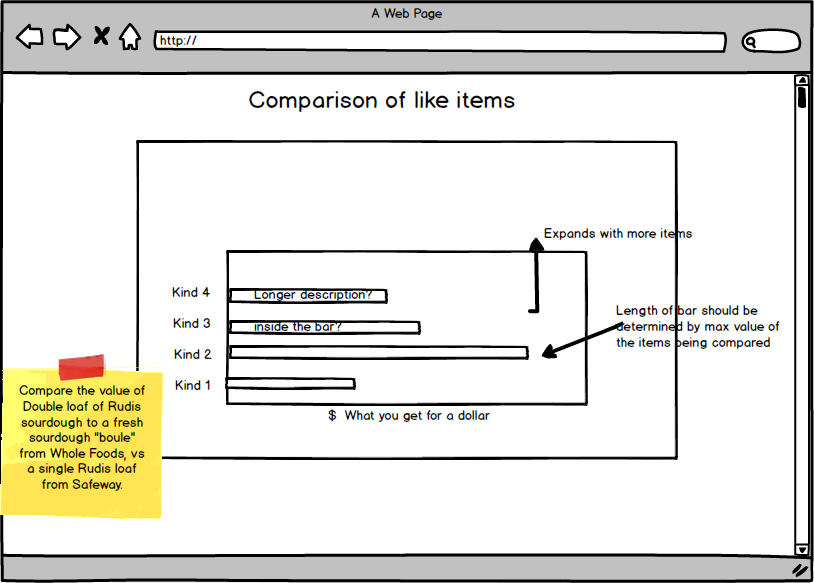 A Web Page
http://
Comparison of like items
Expands with more items
Kind 4
Longer description?
Length of bar should be
determined by max value of
the items being compared
Kind 3
inside the bar?
Kind 2
Kind 1
$ What you get for a dollar
Compare the value of
Double loaf of Rudis
sourdough to a fresh
sourdough "boule"
from Whole Foods, vs
a single Rudis loaf
from Safeway.